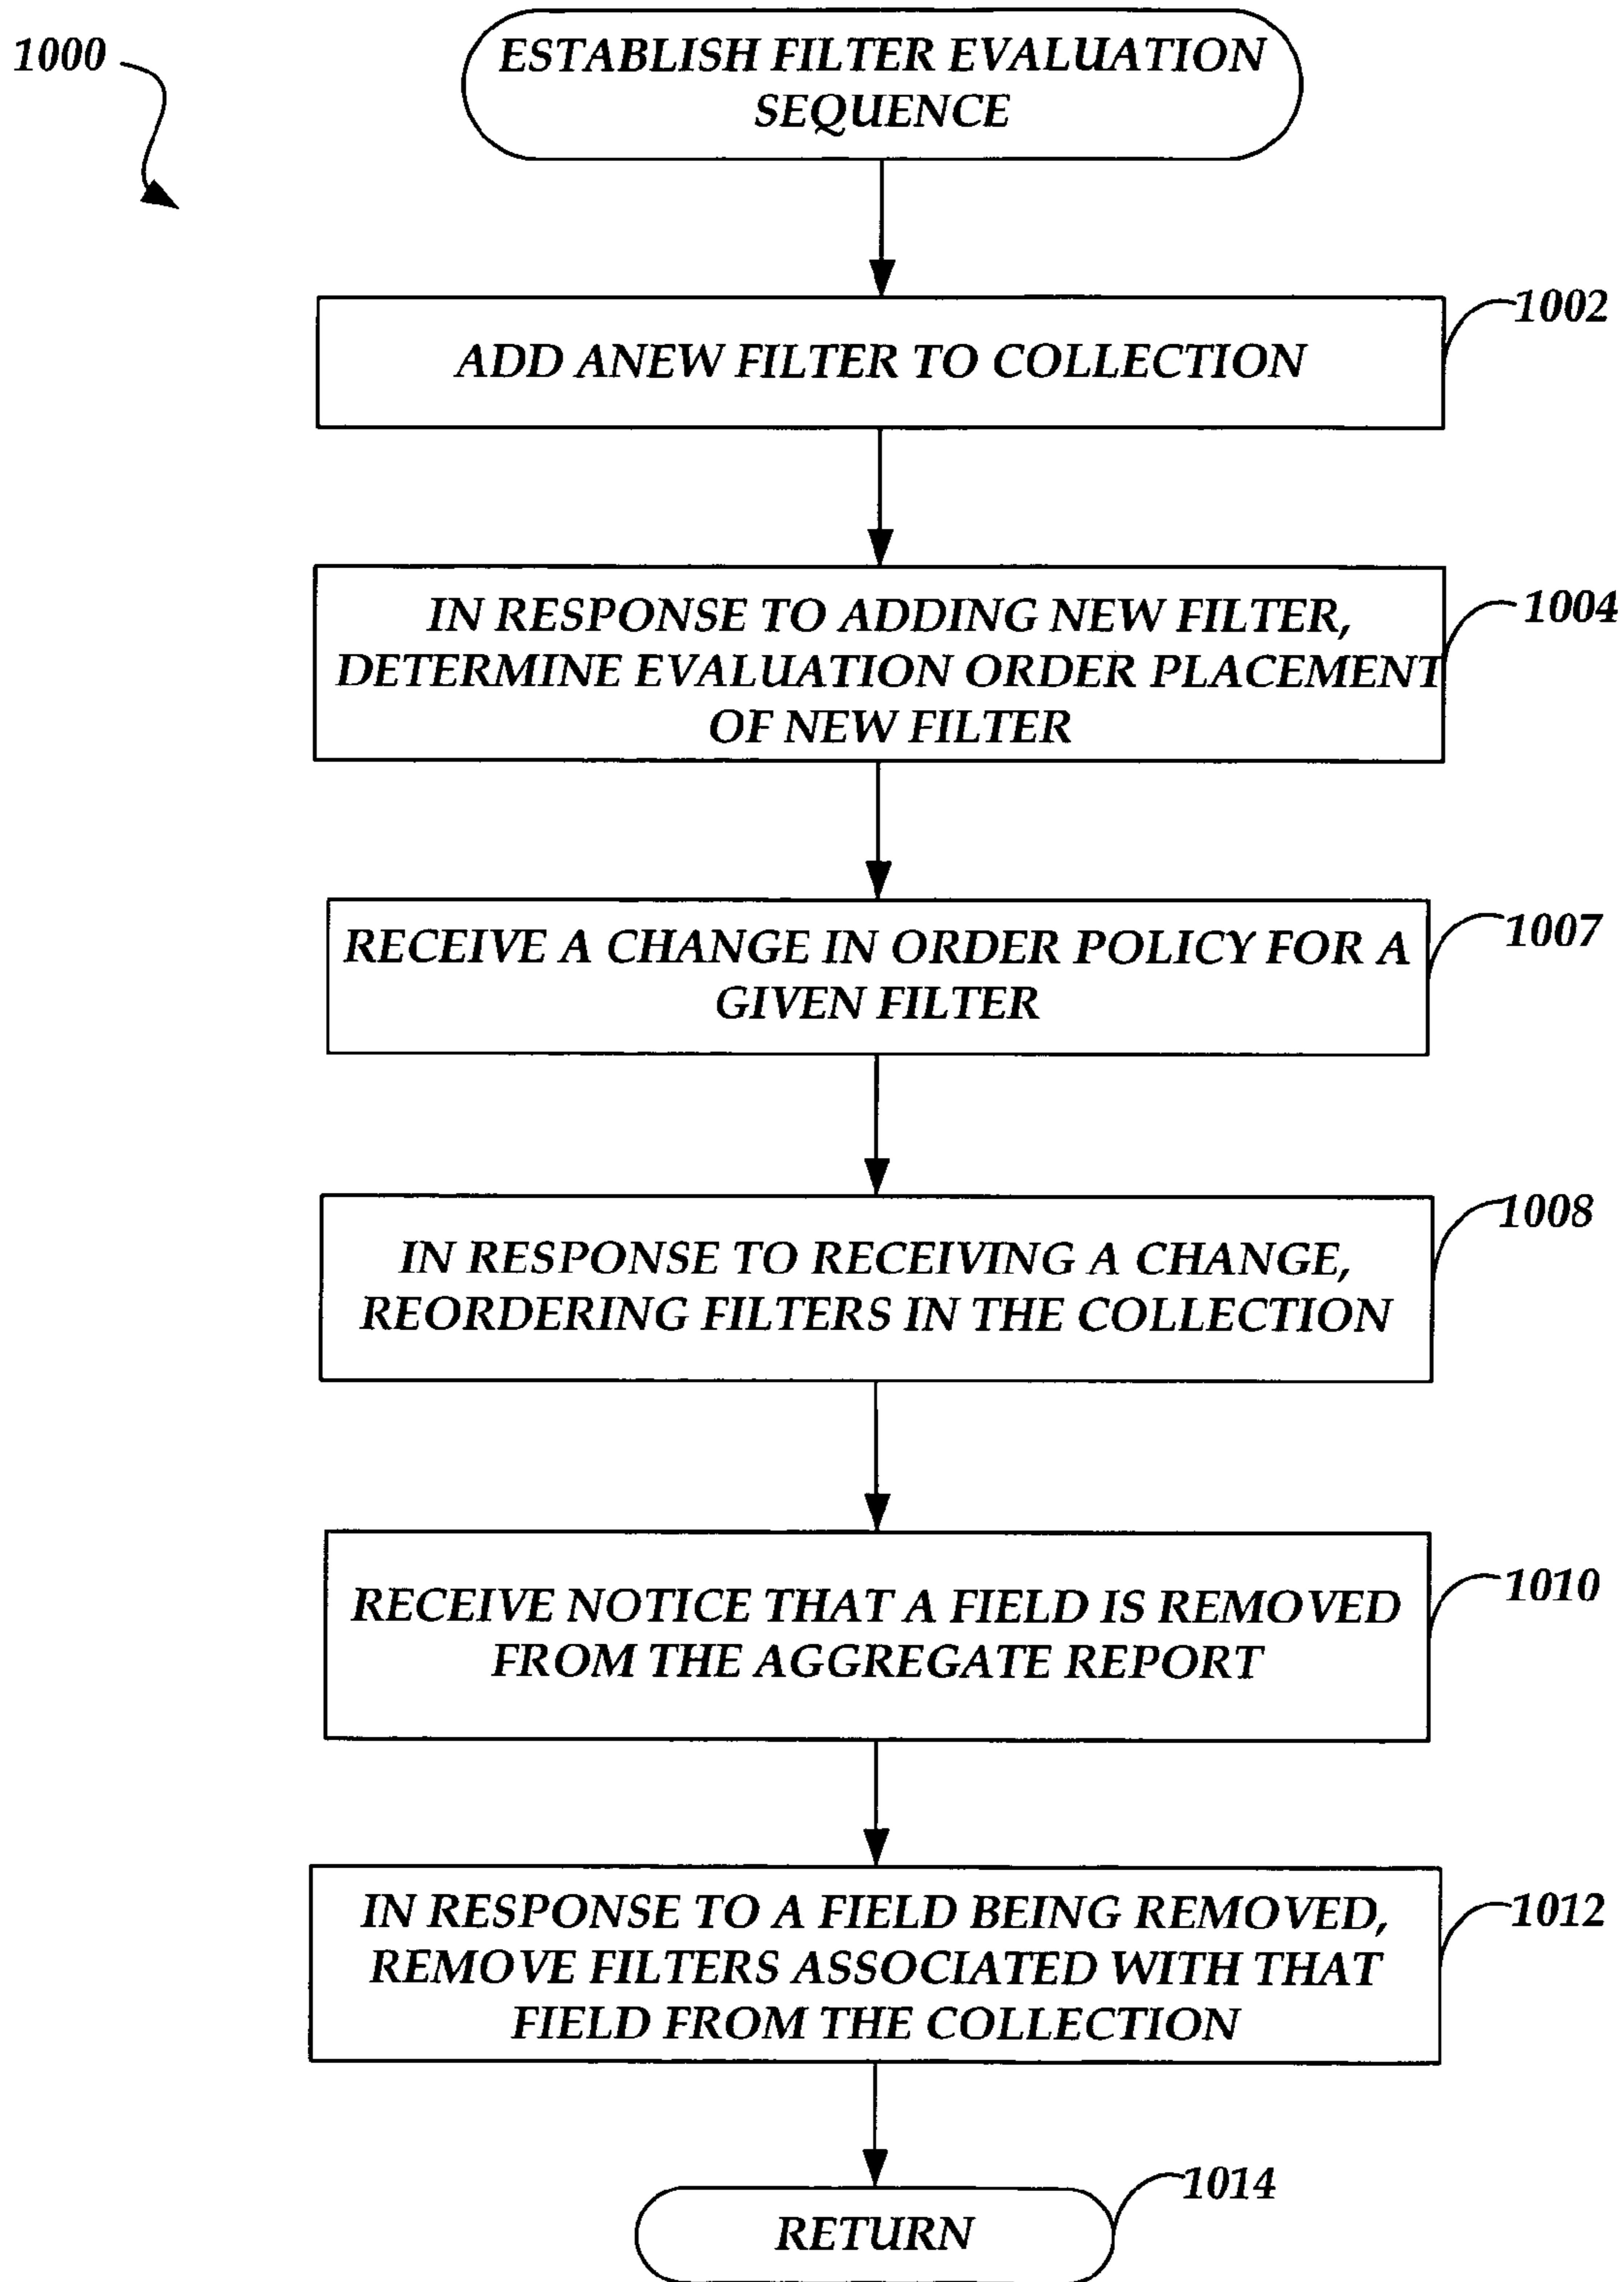 1000
ESTABLISH FILTER EVALUATION
SEQUENCE
1002
ADD ANEW FILTER TO COLLECTION
1004
IN RESPONSE TO ADDING NEW FILTER,
DETERMINE EVALUATION ORDER PLACEMENT
OF NEW FILTER
1007
RECEIVE A CHANGE IN ORDER POLICY FOR A
GIVEN FILTER
1008
IN RESPONSE TO RECEIVING A CHANGE,
REORDERING FILTERS IN THE COLLECTION
1010
RECEIVE NOTICE THAT A FIELD IS REMOVED
FROM THE AGGREGATE REPORT
1012
IN RESPONSE TO A FIELD BEING REMOVED,
REMOVE FILTERS ASSOCIATED WITH THAT
FIELD FROM THE COLLECTION
1014
RETURN